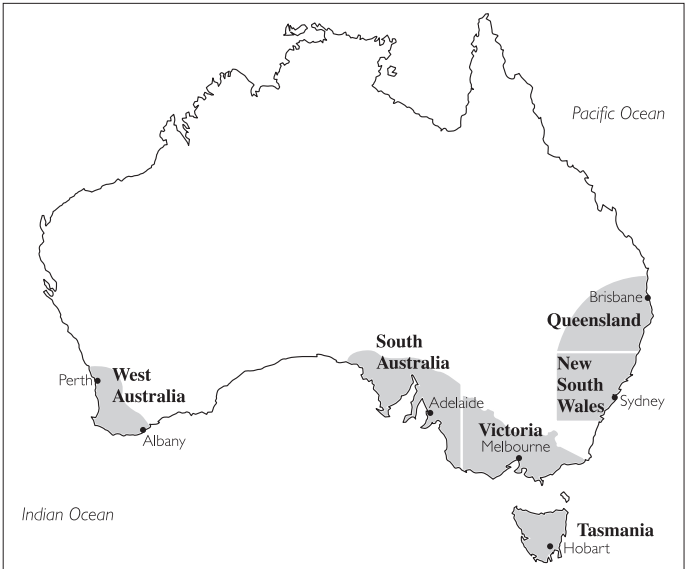 Pacific Ocean
Brisbane
Queensland
South
Australia
New
South
Wales
West
Australia
Perth
Adelaide
Sydney
Victoria
Melbourne
Albany
Indian Ocean
Tasmania
Hobart